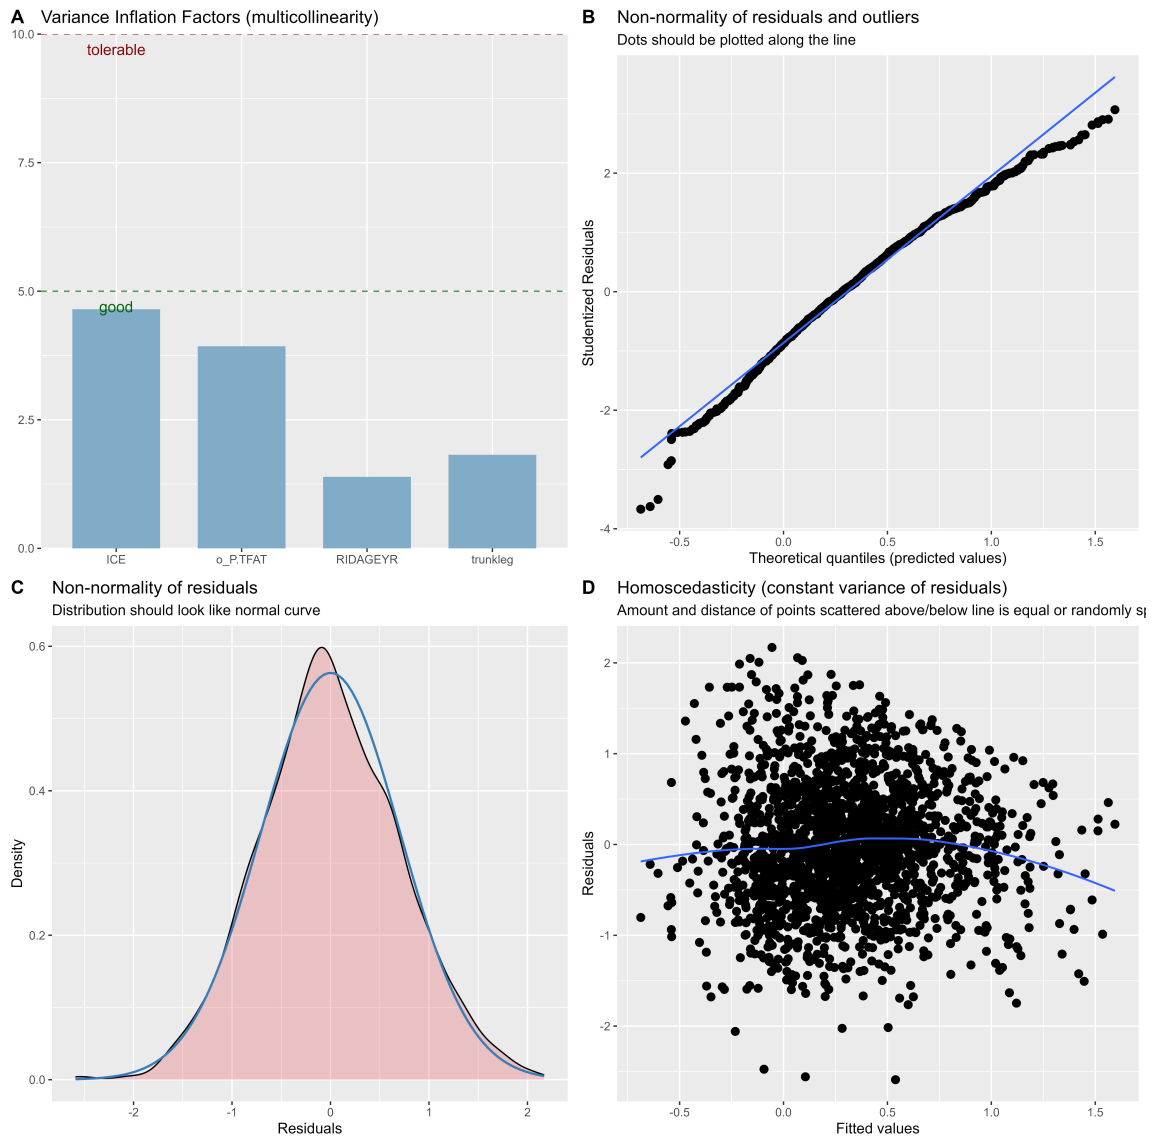 A Variance Inflation Factors (multicollinearity)
10.0
tolerable
7.5
5.0
good
2.5
0.0
ICE o_P.TFAT RIDAGEYR trunkleg
B Non-normality of residuals and outliers
Dots should be plotted along the line
Studentized Residuals
2
0
-2
-4
-0.5 0.0 0.5 1.0 1.5
Theoretical quantiles (predicted values)
C Non-normality of residuals
Distribution should look like normal curve
Density
0.6
0.4
0.2
0.0
-2 -1 0 1 2
Residuals
D Homoscedasticity (constant variance of residuals)
Amount and distance of points scattered above/below line is equal or randomly
Residuals
2
1
0
-1
-2
-0.5 0.0 0.5 1.0 1.5
Fitted values